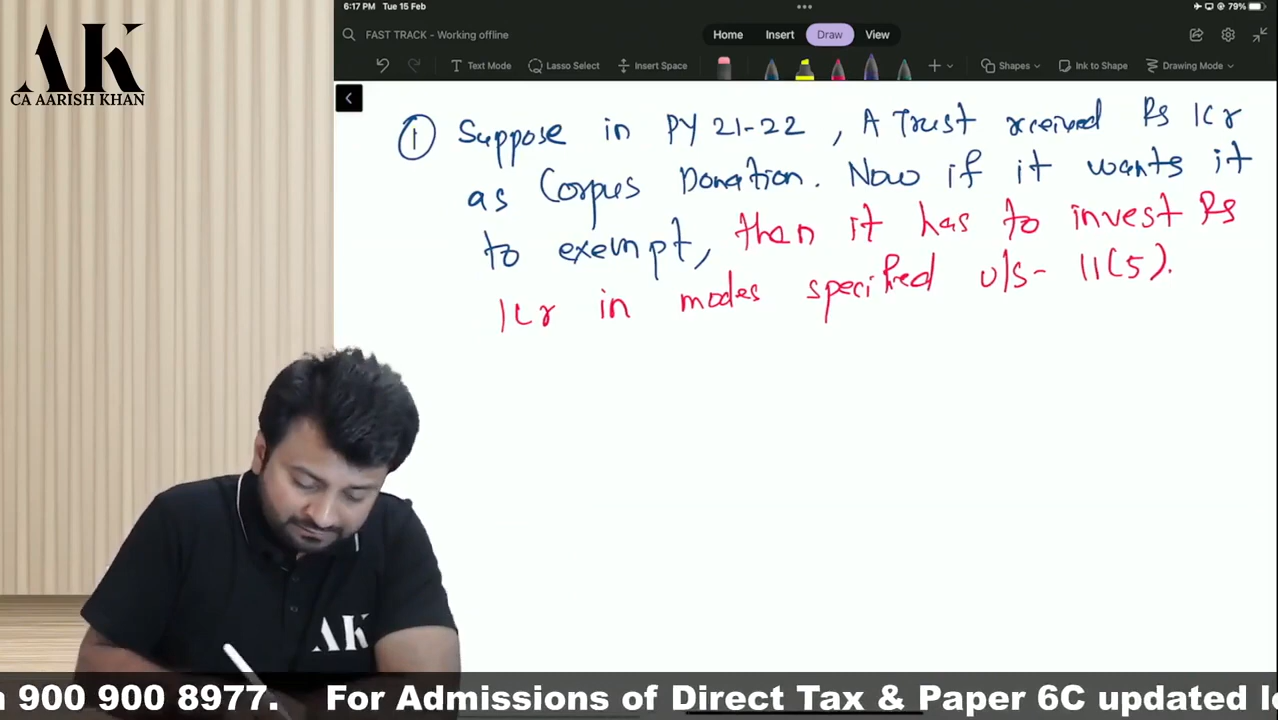 6:17 PM Tue 15 Feb
79%
AK
CA AARISH KHAN
FAST TRACK - Working offline
Home Insert Draw View
Text Mode Lasso Select Insert Space Shapes Ink to Shape Drawing Mode
① Suppose in PY 21-22, A Trust received Rs 1Cr
as Corpus Donation. Now if it wants it
to exempt, than it has to invest Rs
1Cr in modes specified u/s- 11(5).
AK
900 900 8977. For Admissions of Direct Tax & Paper 6C updated